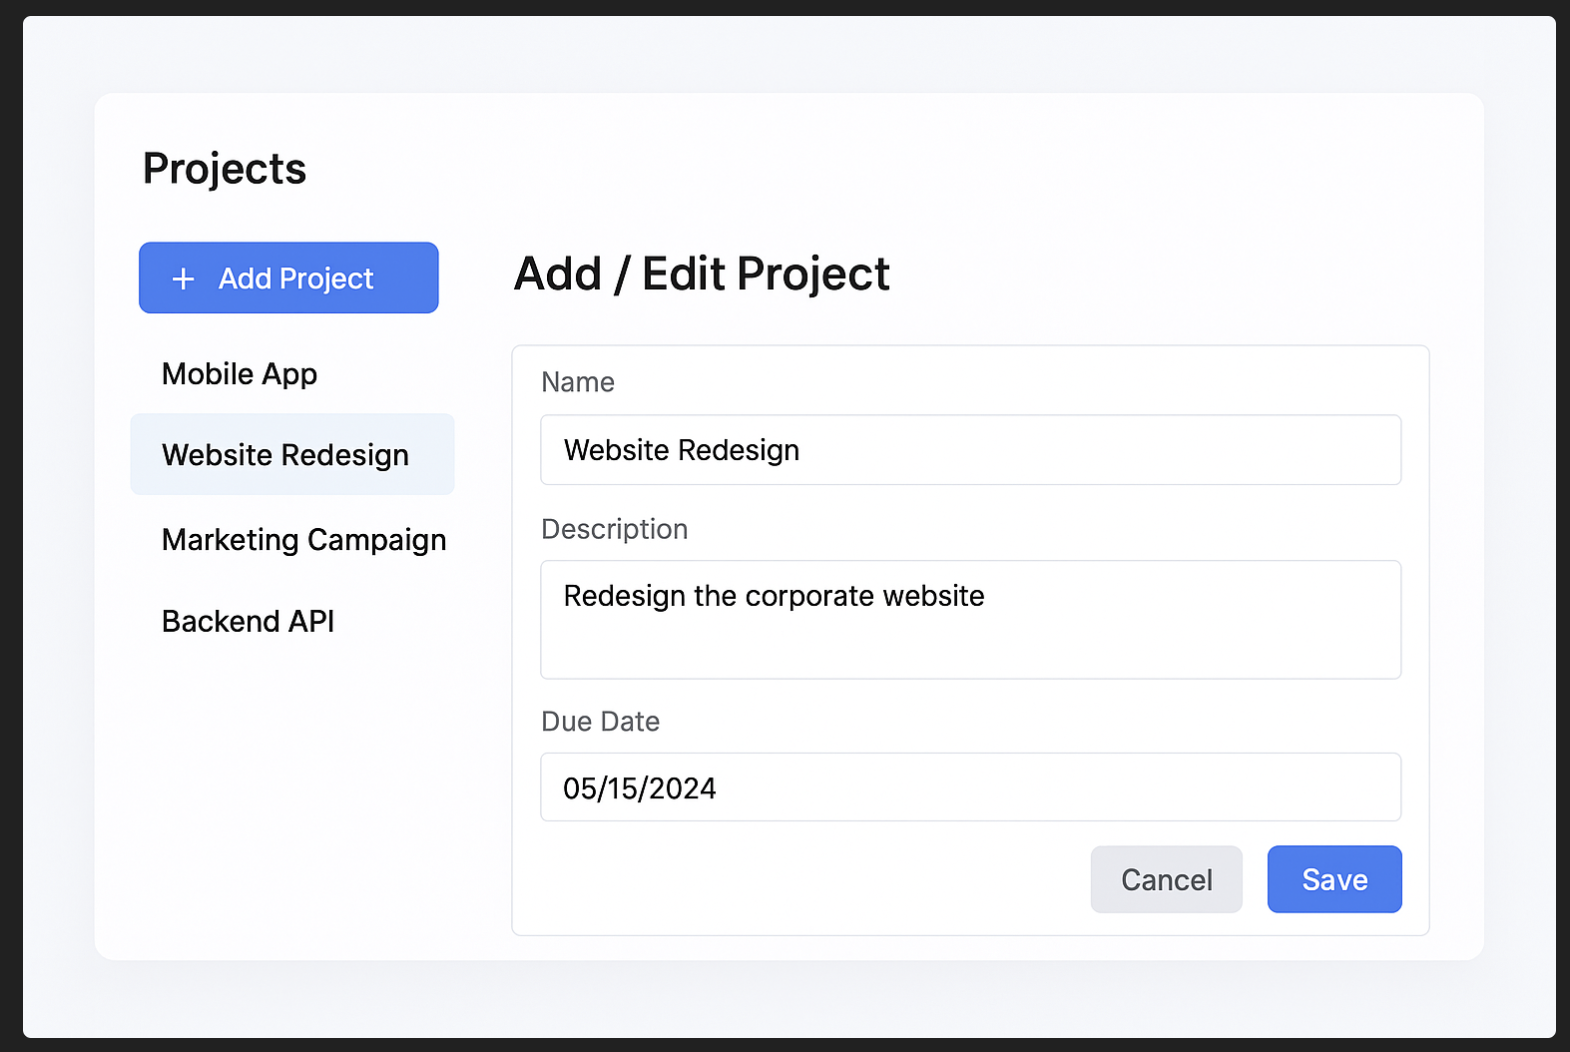 Projects
+ Add Project
Mobile App
Website Redesign
Marketing Campaign
Backend API
Add / Edit Project
Name
Website Redesign
Description
Redesign the corporate website
Due Date
05/15/2024
Cancel
Save